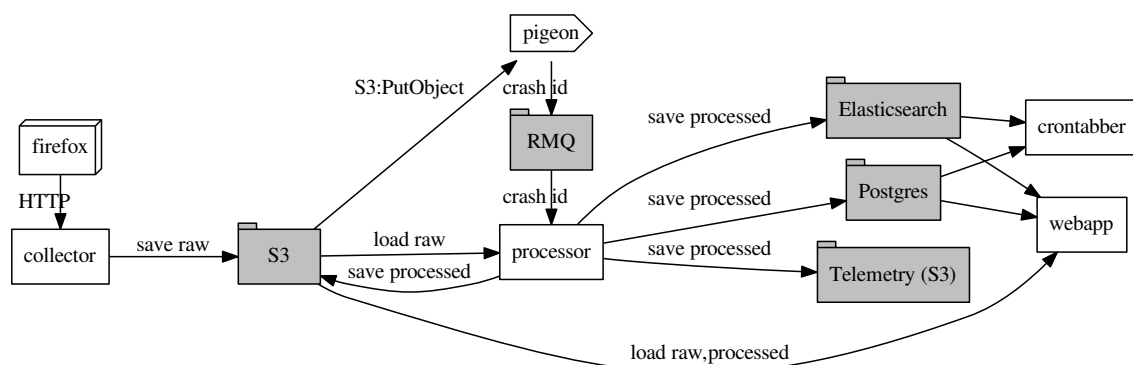 pigeon
S3:PutObject
crash id
Elasticsearch
save processed
crontabber
firefox
RMQ
HTTP
crash id
save processed
Postgres
collector
save raw
S3
load raw
processor
save processed
webapp
save processed
Telemetry (S3)
load raw,processed